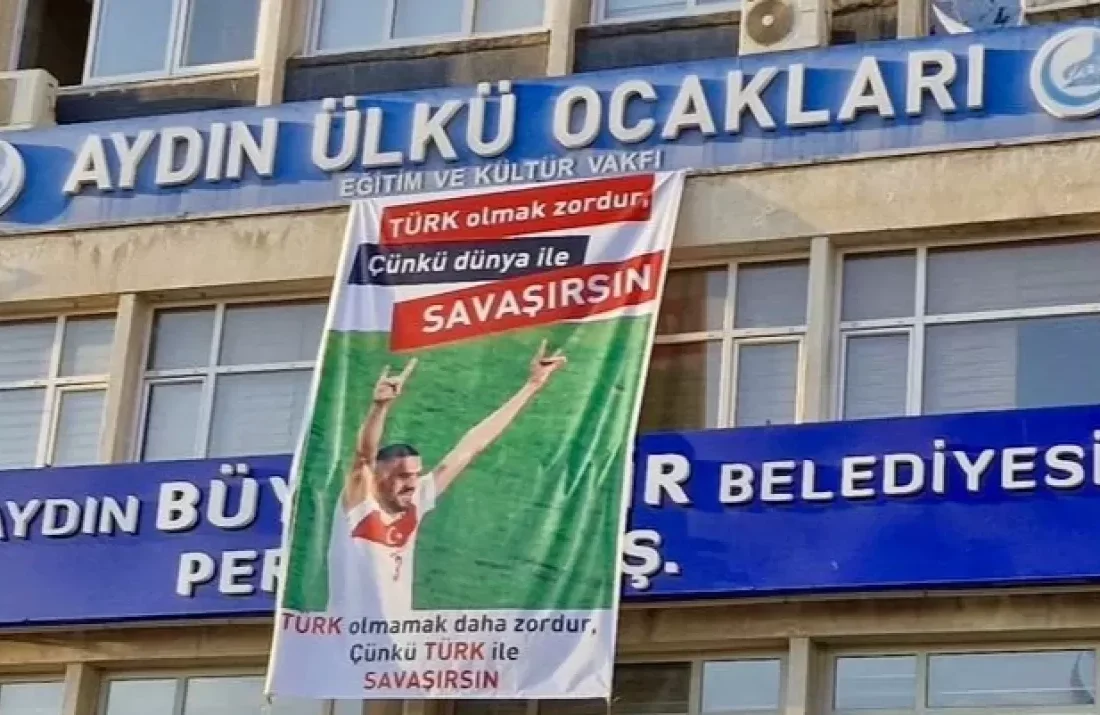 AYDIN ÜLKÜ OCAKLARI
EĞİTİM VE KÜLTÜR VAKFI
TÜRK olmak zordur,
Çünkü dünya ile
SAVAŞIRSIN
3
AYDIN BÜY R BELEDİYESİ
PER Ş.
TÜRK olmamak daha zordur,
Çünkü TÜRK ile
SAVAŞIRSIN